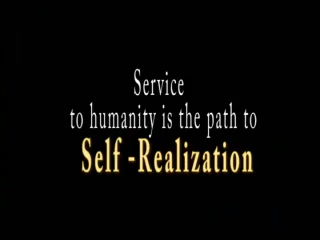 Service
to humanity is the path to
Self -Realization